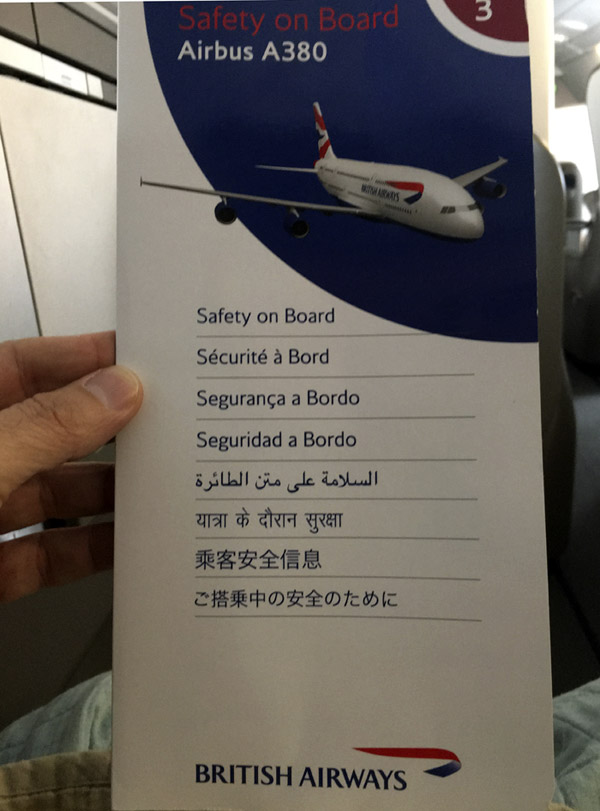 3
Safety on Board
Airbus A380
BRITISH AIRWAYS
Safety on Board
Sécurité à Bord
Segurança a Bordo
Seguridad a Bordo
السلامة على متن الطائرة
यात्रा के दौरान सुरक्षा
乘客安全信息
ご搭乗中の安全のために
BRITISH AIRWAYS